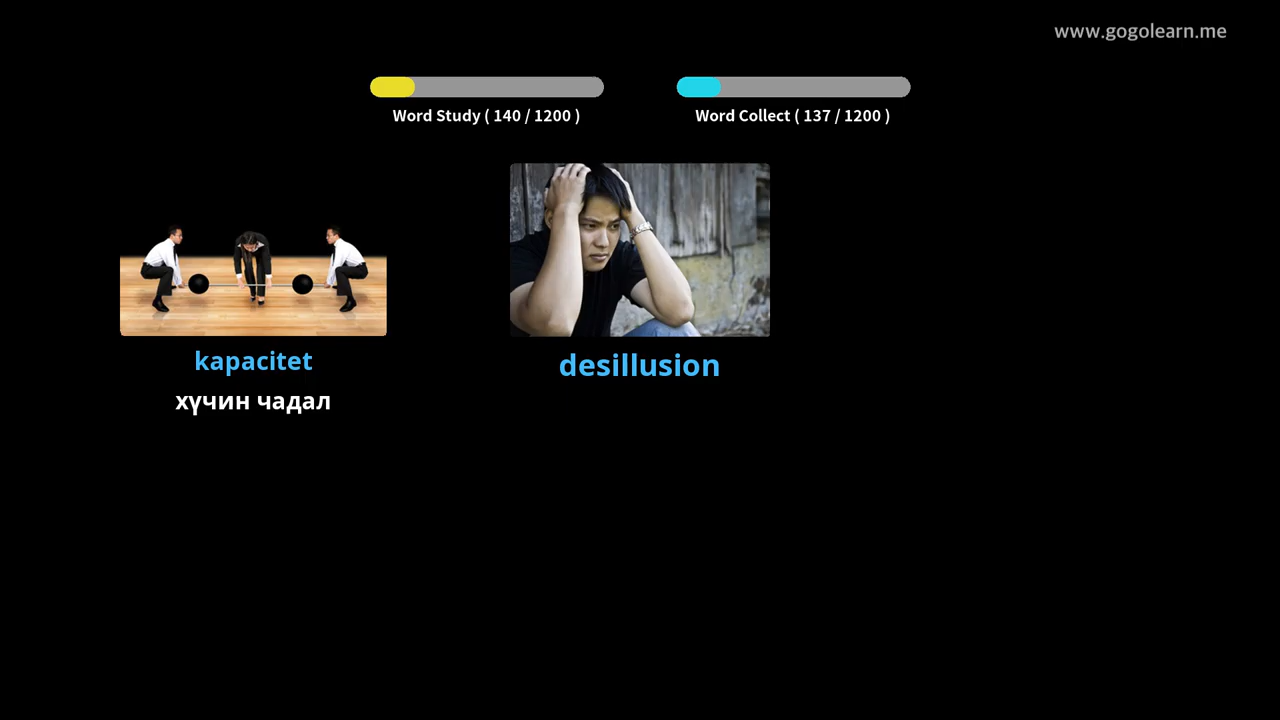 www.gogolearn.me
Word Study ( 140 / 1200 )
Word Collect ( 137 / 1200 )
kapacitet
хүчин чадал
desillusion